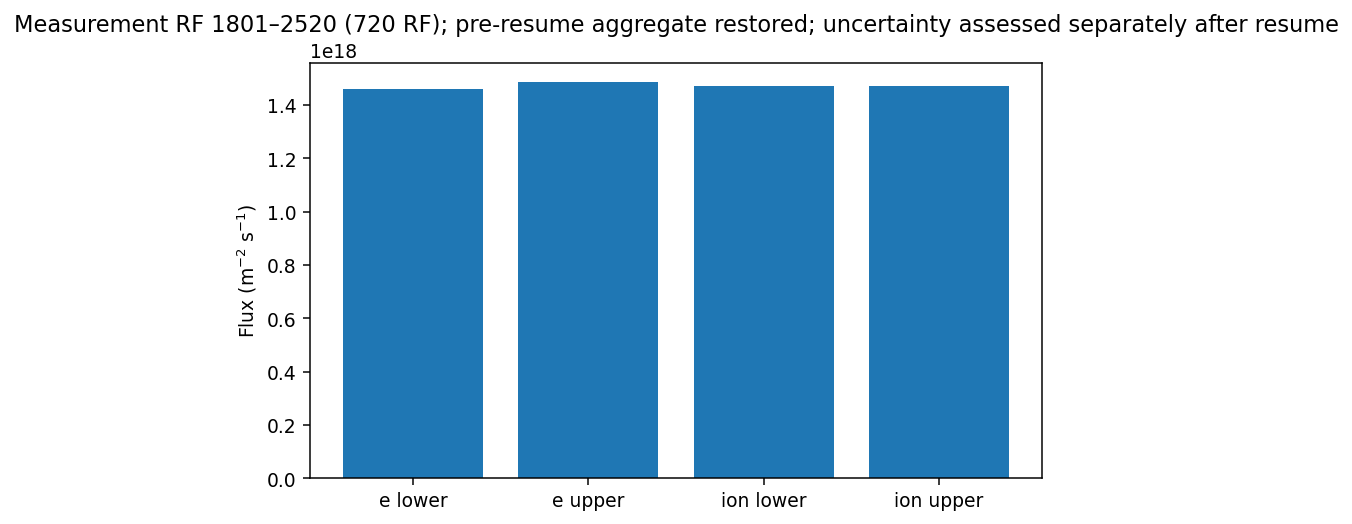 Measurement RF 1801–2520 (720 RF); pre-resume aggregate restored; uncertainty assessed separately after resume
1e18
1.4
1.2
1.0
0.8
0.6
0.4
0.2
0.0
Flux (m⁻² s⁻¹)
e lower
e upper
ion lower
ion upper